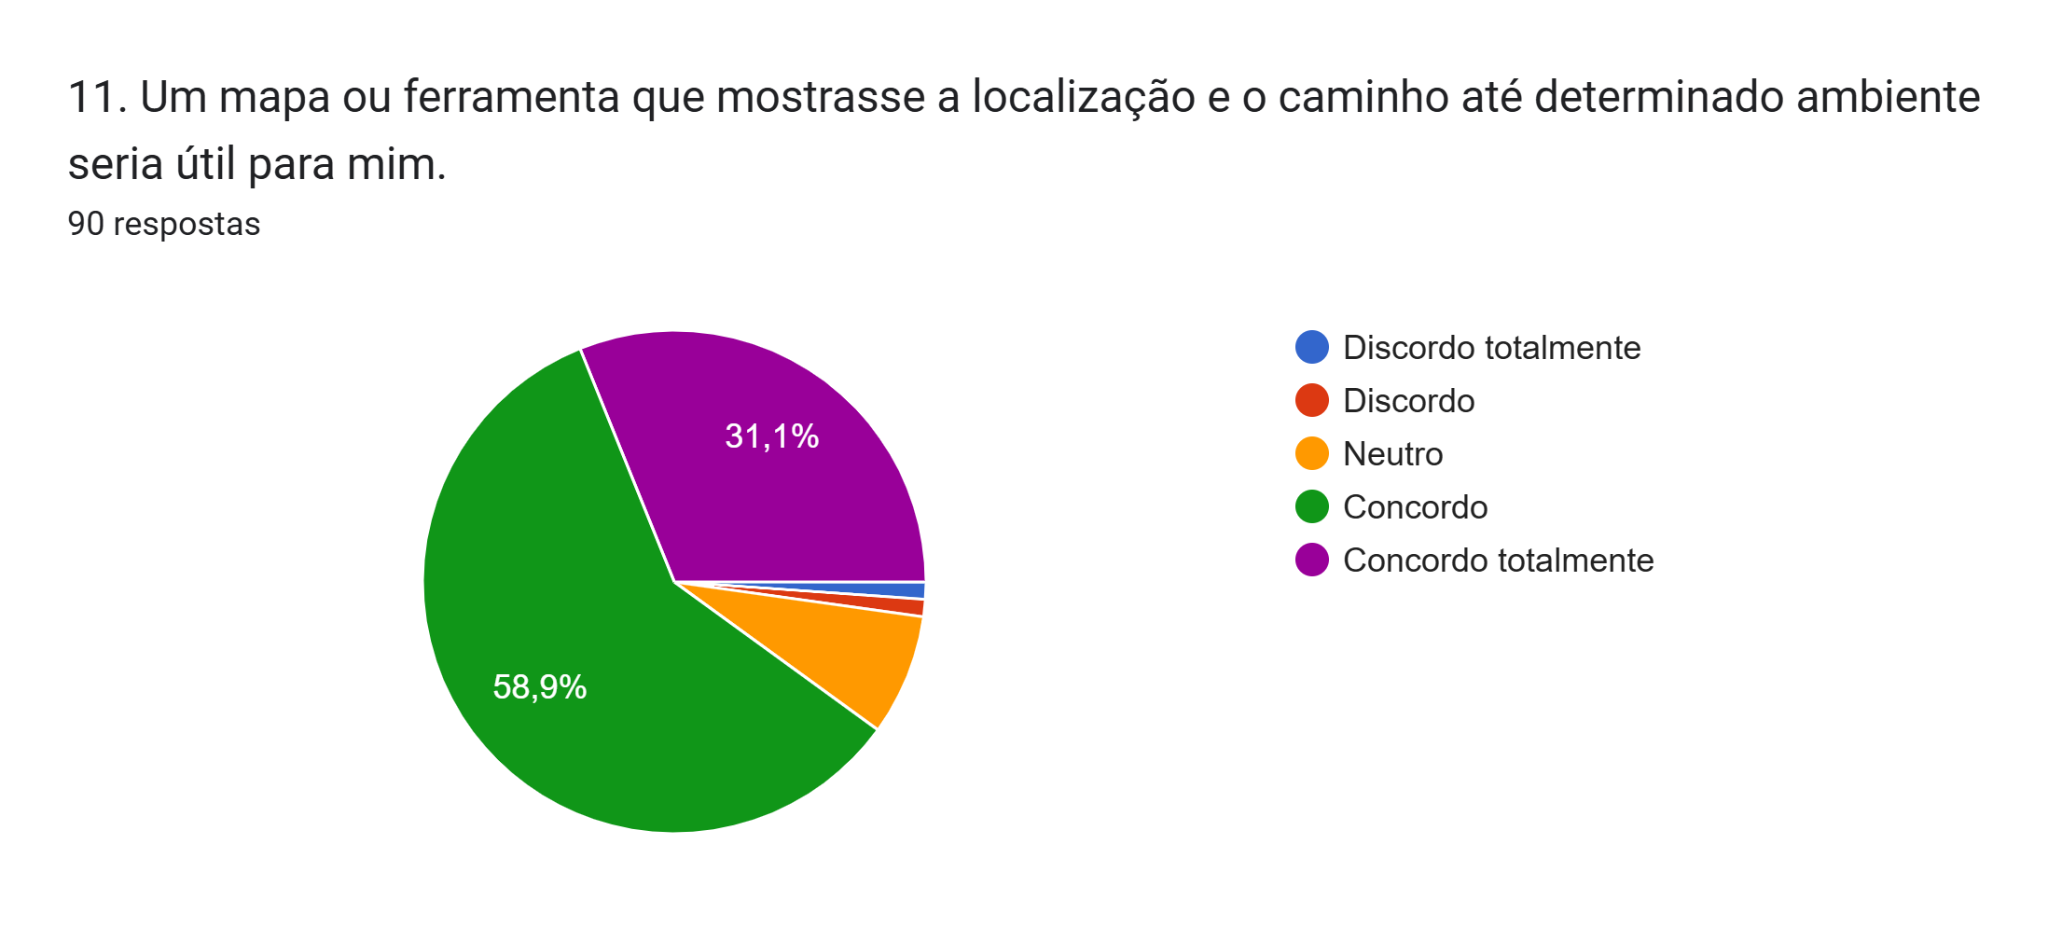 11. Um mapa ou ferramenta que mostrasse a localização e o caminho até determinado ambiente
seria útil para mim.
90 respostas
31,1%
58,9%
Discordo totalmente
Discordo
Neutro
Concordo
Concordo totalmente